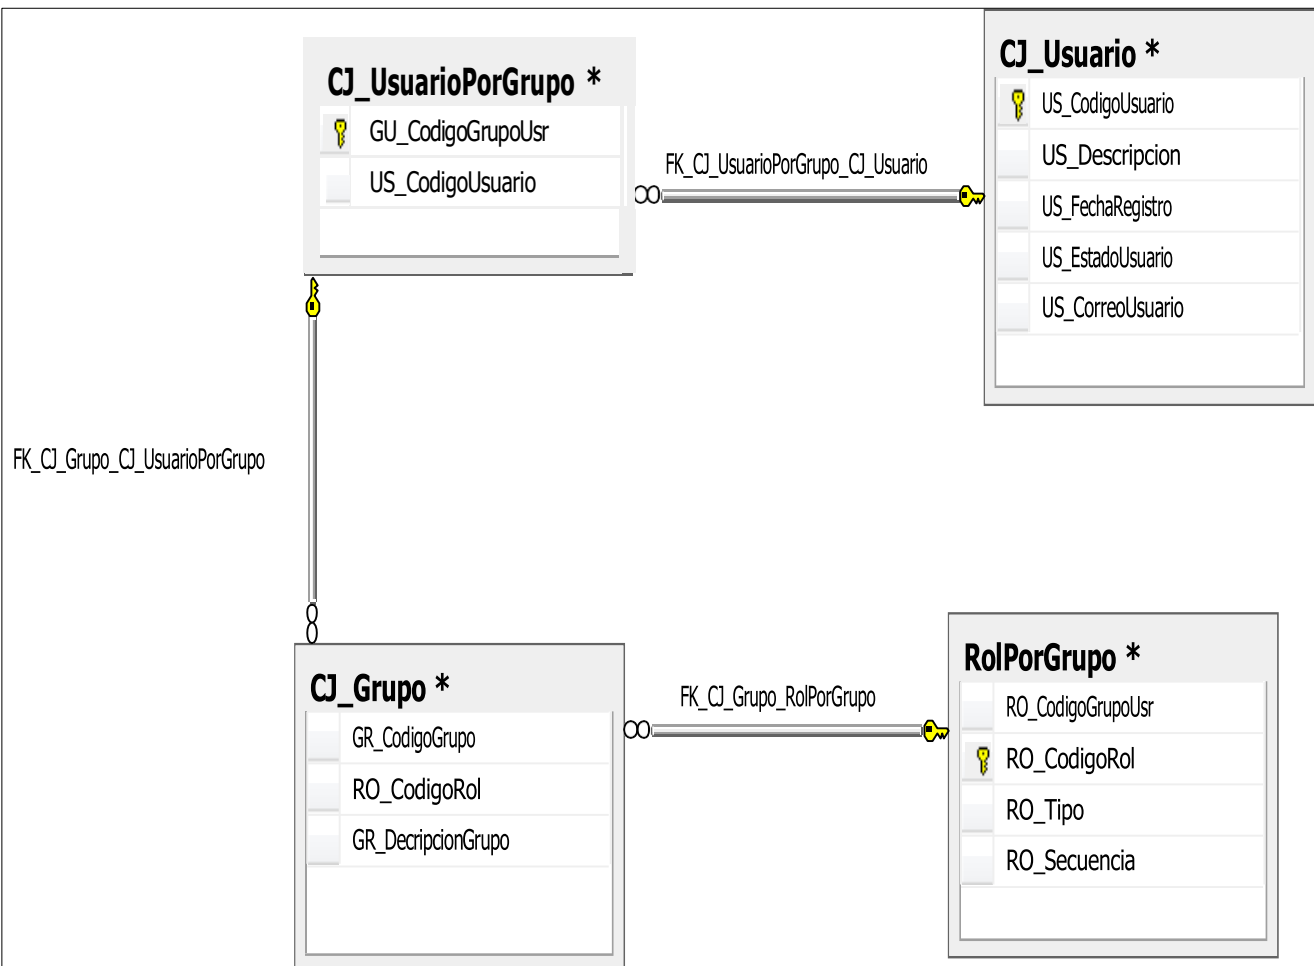 CJ_UsuarioPorGrupo *
GU_CodigoGrupoUsr
US_CodigoUsuario
FK_CJ_UsuarioPorGrupo_CJ_Usuario
CJ_Usuario *
US_CodigoUsuario
US_Descripcion
US_FechaRegistro
US_EstadoUsuario
US_CorreoUsuario
FK_CJ_Grupo_CJ_UsuarioPorGrupo
CJ_Grupo *
GR_CodigoGrupo
RO_CodigoRol
GR_DecripcionGrupo
FK_CJ_Grupo_RolPorGrupo
RolPorGrupo *
RO_CodigoGrupoUsr
RO_CodigoRol
RO_Tipo
RO_Secuencia